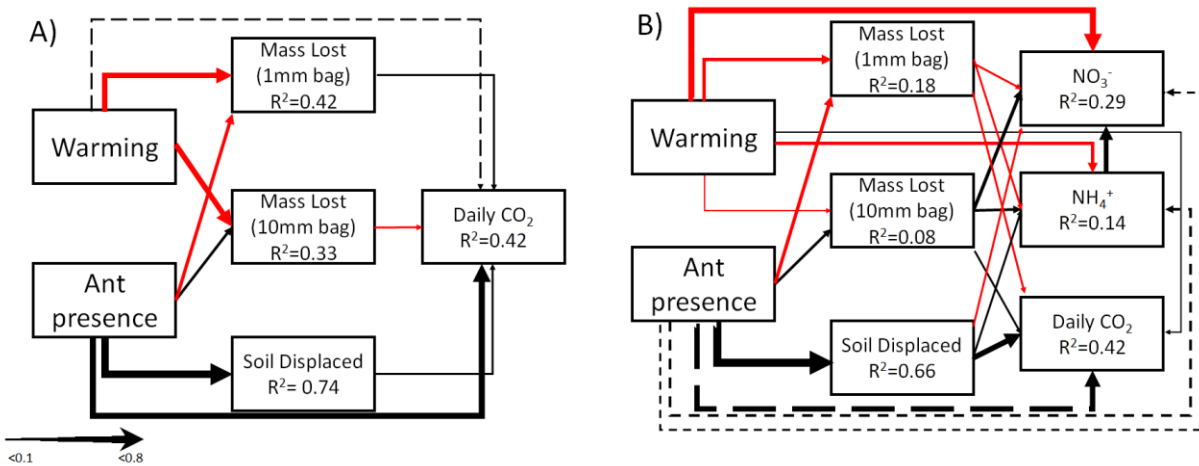 A)
Mass Lost
(1mm bag)
R²=0.42
Warming
Mass Lost
(10mm bag)
R²=0.33
Daily CO₂
R²=0.42
Ant
presence
Soil Displaced
R²= 0.74
<0.1
<0.8
B)
Mass Lost
(1mm bag)
R²=0.18
NO₃⁻
R²=0.29
Warming
Mass Lost
(10mm bag)
R²=0.08
NH₄⁺
R²=0.14
Ant
presence
Soil Displaced
R²=0.66
Daily CO₂
R²=0.42